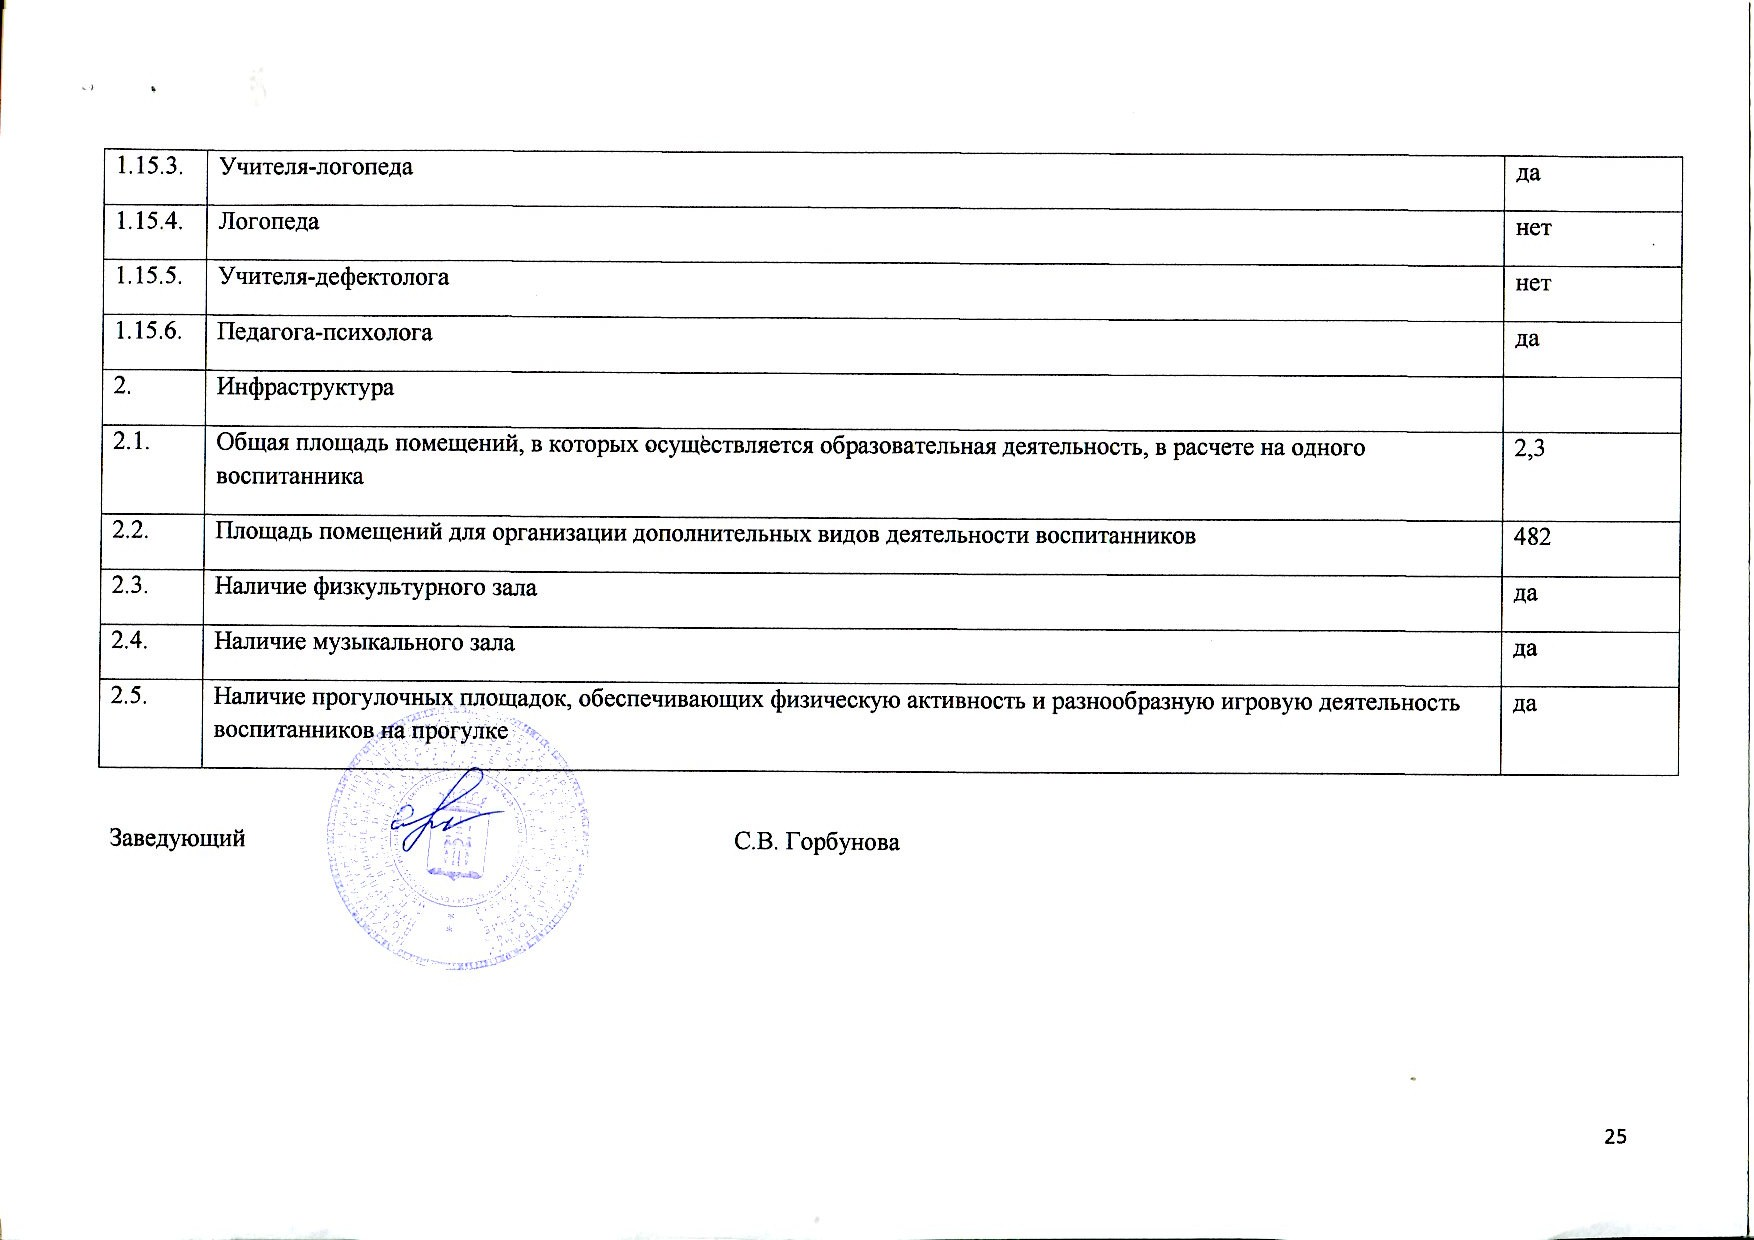 1.15.3. Учителя-логопеда да
1.15.4. Логопеда нет
1.15.5. Учителя-дефектолога нет
1.15.6. Педагога-психолога да
2. Инфраструктура
2.1. Общая площадь помещений, в которых осуществляется образовательная деятельность, в расчете на одного 2,3
воспитанника
2.2. Площадь помещений для организации дополнительных видов деятельности воспитанников 482
2.3. Наличие физкультурного зала да
2.4. Наличие музыкального зала да
2.5. Наличие прогулочных площадок, обеспечивающих физическую активность и разнообразную игровую деятельность да
воспитанников на прогулке
Заведующий С.В. Горбунова
25